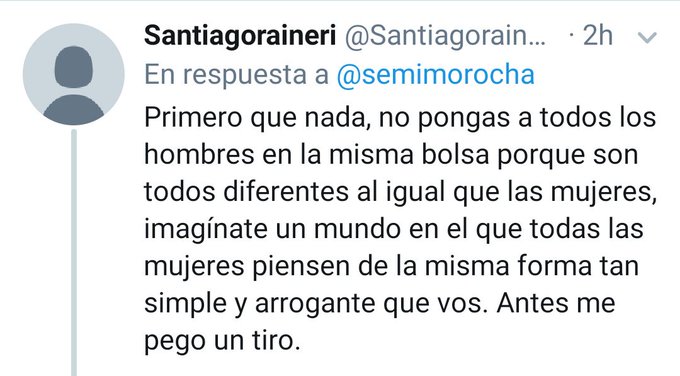 Santiagoraineri @Santiagorain... · 2h
En respuesta a @semimorocha
Primero que nada, no pongas a todos los
hombres en la misma bolsa porque son
todos diferentes al igual que las mujeres,
imagínate un mundo en el que todas las
mujeres piensen de la misma forma tan
simple y arrogante que vos. Antes me
pego un tiro.